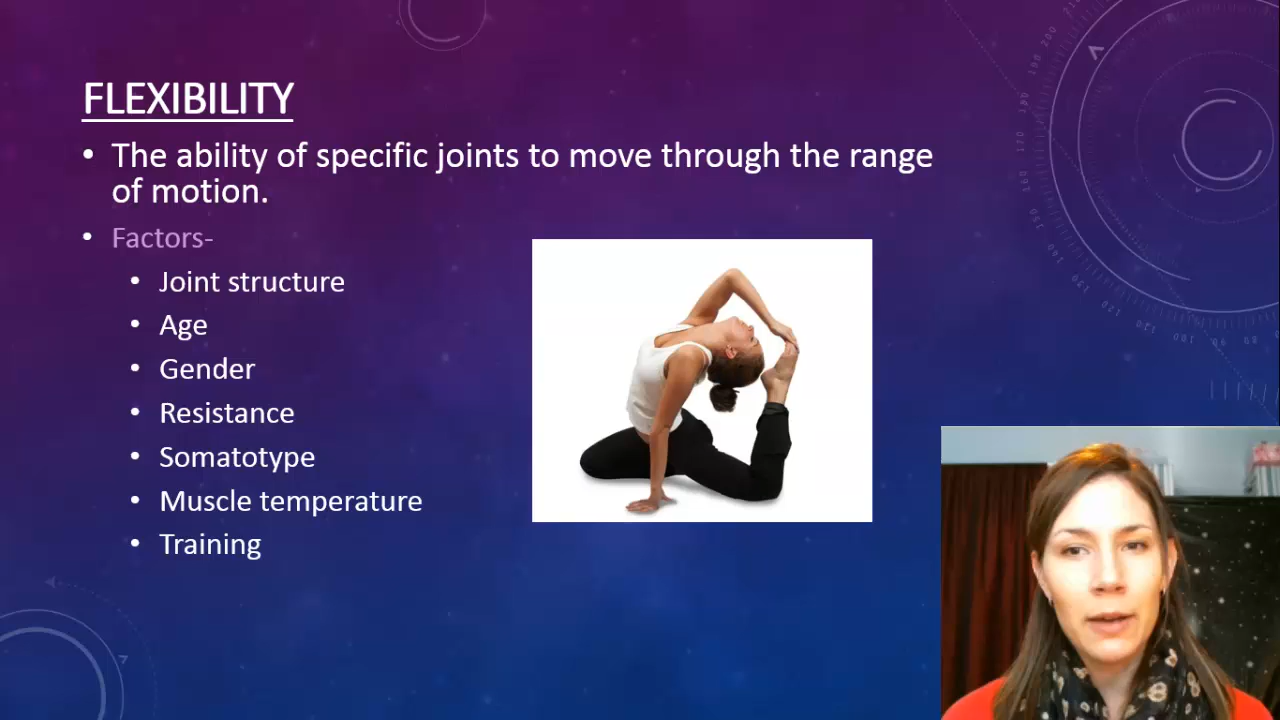 FLEXIBILITY
• The ability of specific joints to move through the range
of motion.
• Factors-
• Joint structure
• Age
• Gender
• Resistance
• Somatotype
• Muscle temperature
• Training